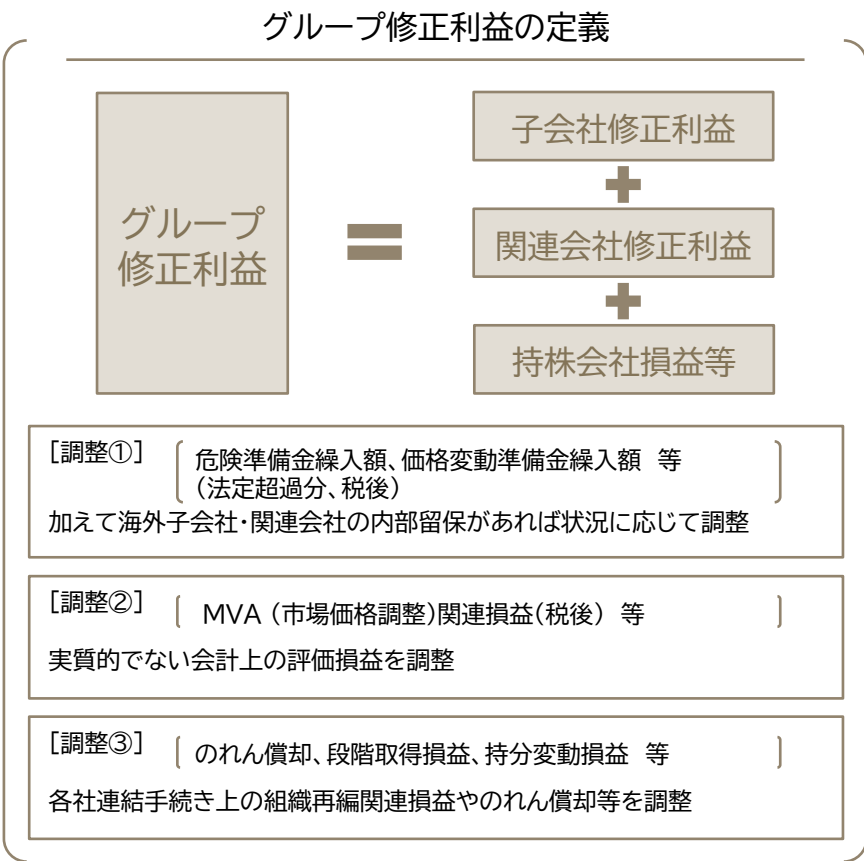 グループ修正利益の定義
グループ
修正利益
=
子会社修正利益
+
関連会社修正利益
+
持株会社損益等
[調整①]
危険準備金繰入額、価格変動準備金繰入額 等
(法定超過分、税後)
加えて海外子会社・関連会社の内部留保があれば状況に応じて調整
[調整②]
MVA (市場価格調整)関連損益(税後) 等
実質的でない会計上の評価損益を調整
[調整③]
のれん償却、段階取得損益、持分変動損益 等
各社連結手続き上の組織再編関連損益やのれん償却等を調整